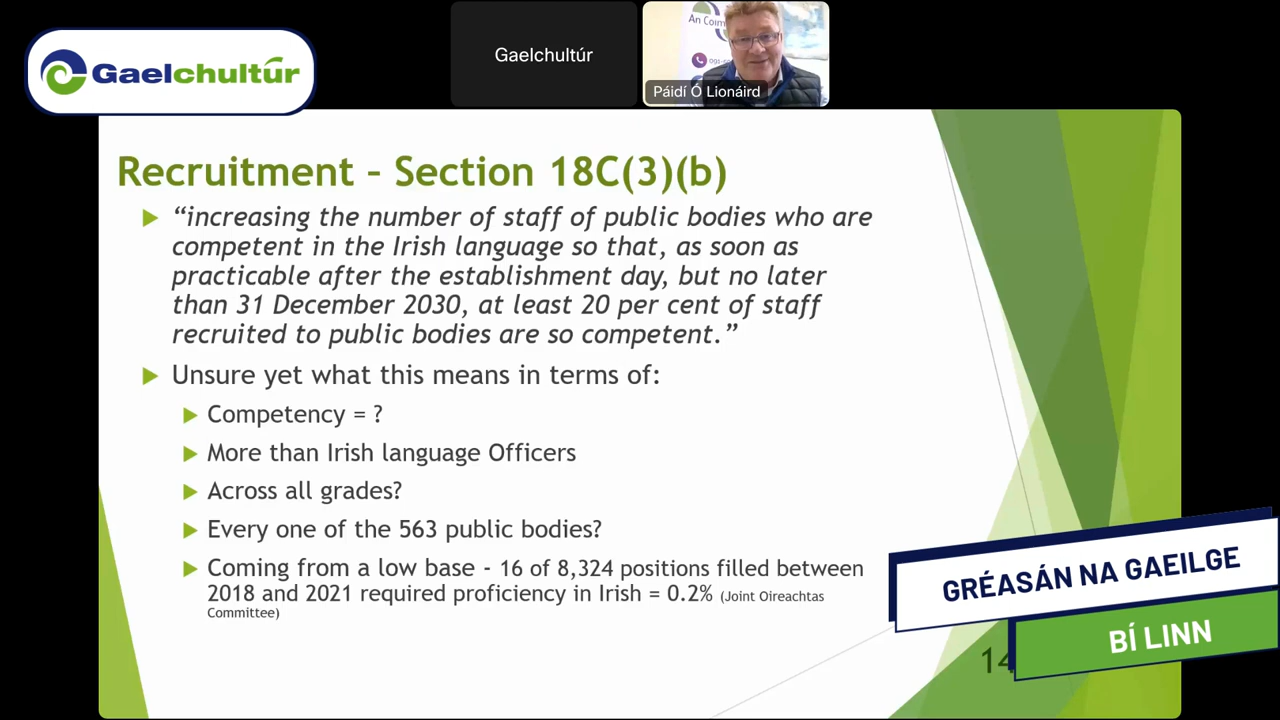 Gaelchultúr
Gaelchultúr
An Coim
091-50
Páidí Ó Lionáird
Recruitment – Section 18C(3)(b)
“increasing the number of staff of public bodies who are
competent in the Irish language so that, as soon as
practicable after the establishment day, but no later
than 31 December 2030, at least 20 per cent of staff
recruited to public bodies are so competent.”
Unsure yet what this means in terms of:
Competency = ?
More than Irish language Officers
Across all grades?
Every one of the 563 public bodies?
Coming from a low base - 16 of 8,324 positions filled between
2018 and 2021 required proficiency in Irish = 0.2% (Joint Oireachtas
Committee)
GRÉASÁN NA GAEILGE
BÍ LINN
14